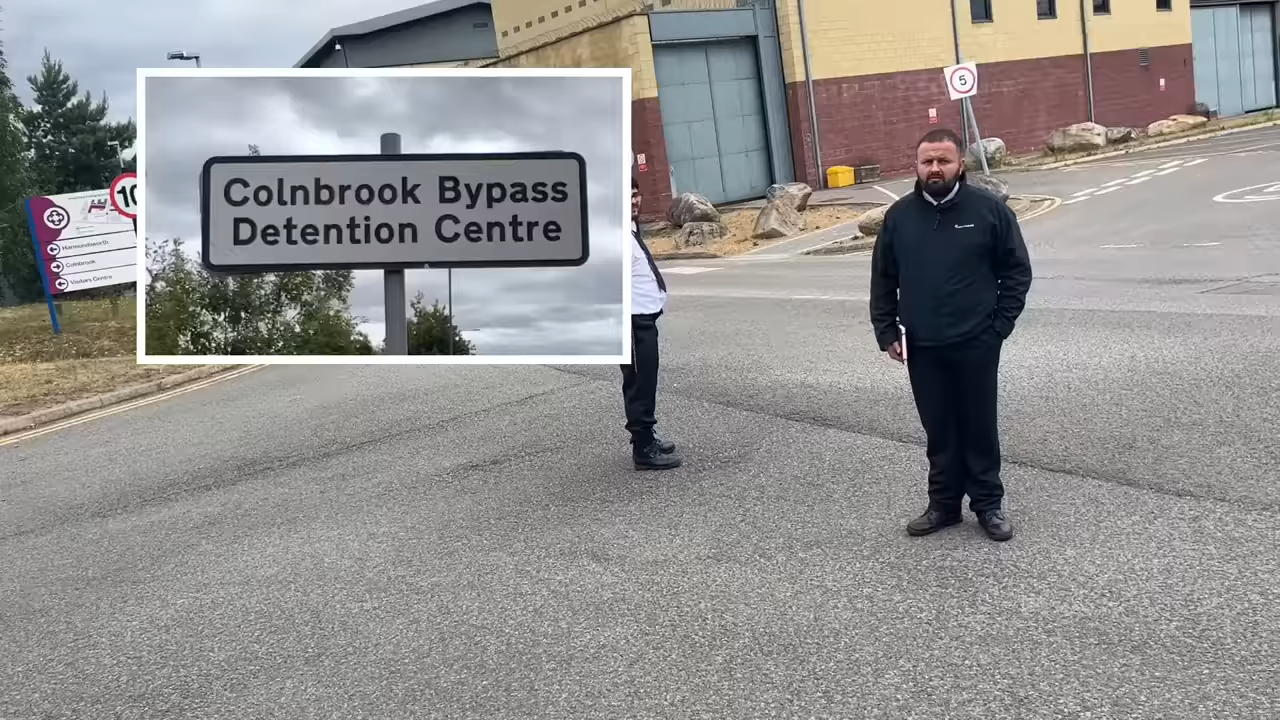 Colnbrook Bypass
Detention Centre
10
Harmondsworth
Colnbrook
Visitors Centre
5